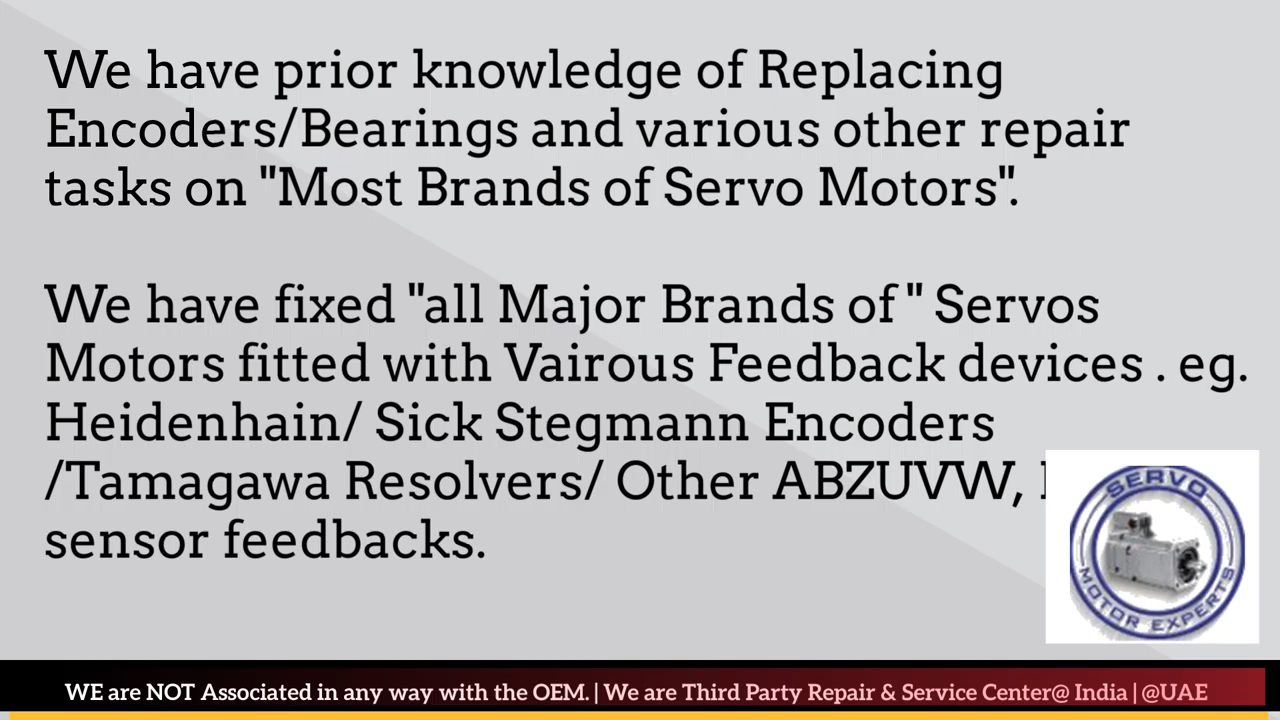 We have prior knowledge of Replacing
Encoders/Bearings and various other repair
tasks on "Most Brands of Servo Motors".
We have fixed "all Major Brands of " Servos
Motors fitted with Vairous Feedback devices . eg.
Heidenhain/ Sick Stegmann Encoders
/Tamagawa Resolvers/ Other ABZUVW,
sensor feedbacks.
SERVO
MOTOR EXPERTS
WE are NOT Associated in any way with the OEM. | We are Third Party Repair & Service Center@ India | @UAE